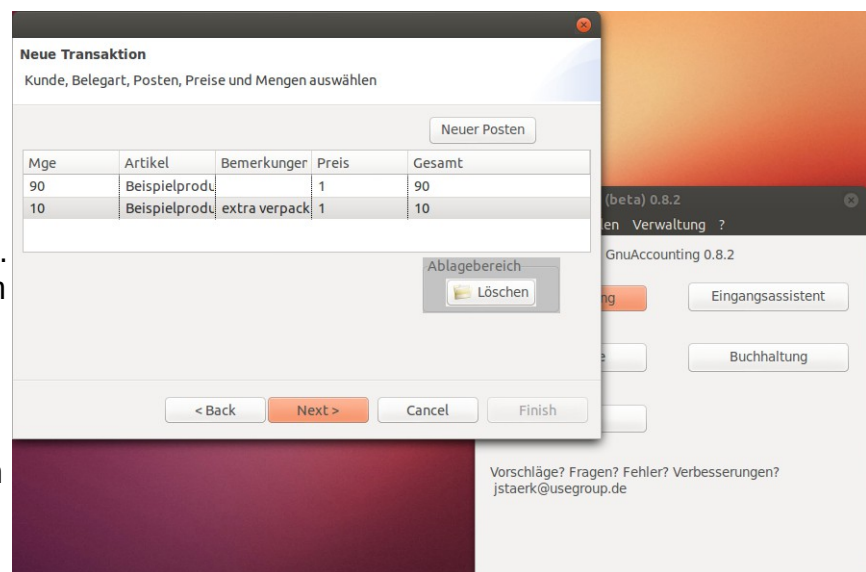 Neue Transaktion
Kunde, Belegart, Posten, Preise und Mengen auswählen
Neuer Posten
Mge Artikel Bemerkunger Preis Gesamt
90 Beispielprodu 1 90
10 Beispielprodu extra verpack 1 10
Ablagebereich
Löschen
< Back Next > Cancel Finish
(beta) 0.8.2
en Verwaltung ?
GnuAccounting 0.8.2
ng Eingangsassistent
Buchhaltung
Vorschläge? Fragen? Fehler? Verbesserungen?
jstaerk@usegroup.de